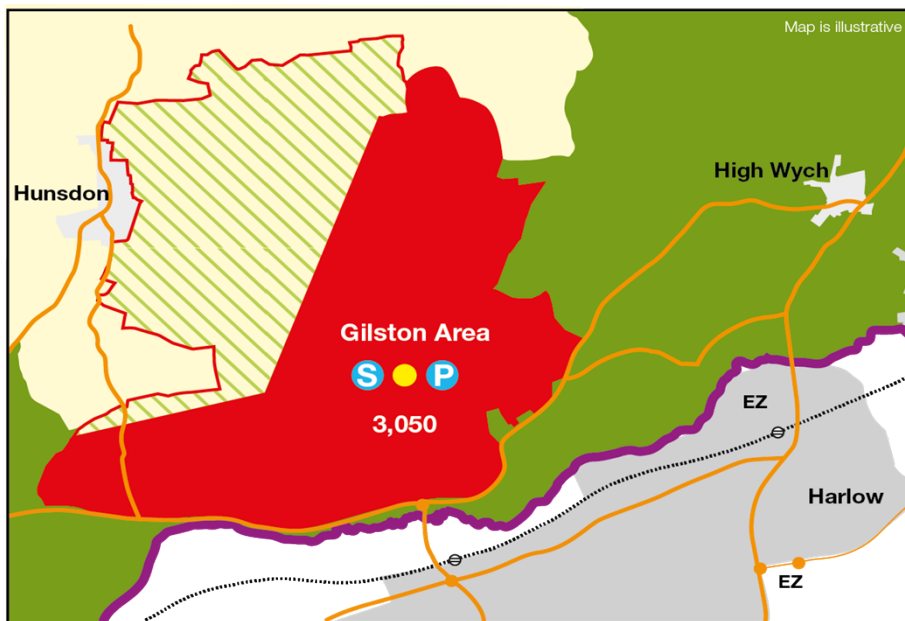 Map is illustrative
High Wych
Hunsdon
Gilston Area
S P
3,050
EZ
Harlow
EZ